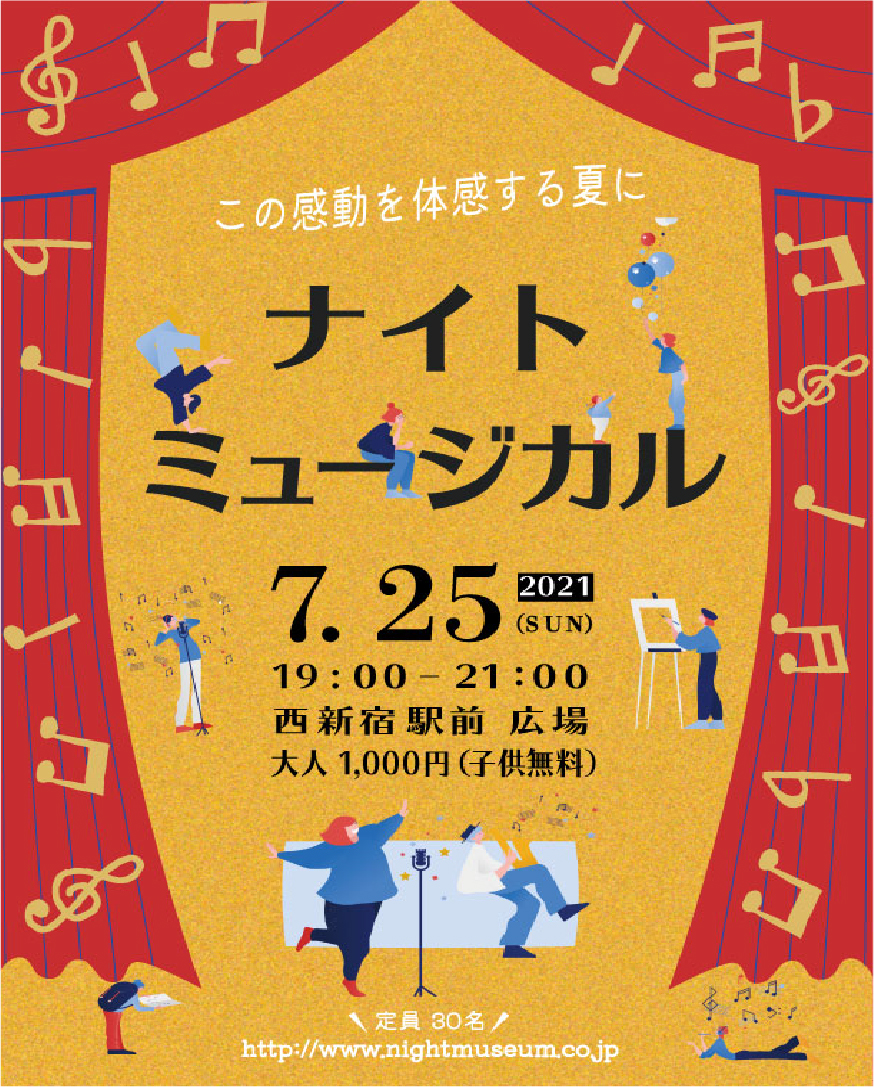 この感動を体感する夏に
ナイト
ミュージカル
7. 25 2021 (SUN)
19:00 – 21:00
西新宿駅前 広場
大人 1,000円(子供無料)
\ 定員 30名 /
http://www.nightmuseum.co.jp